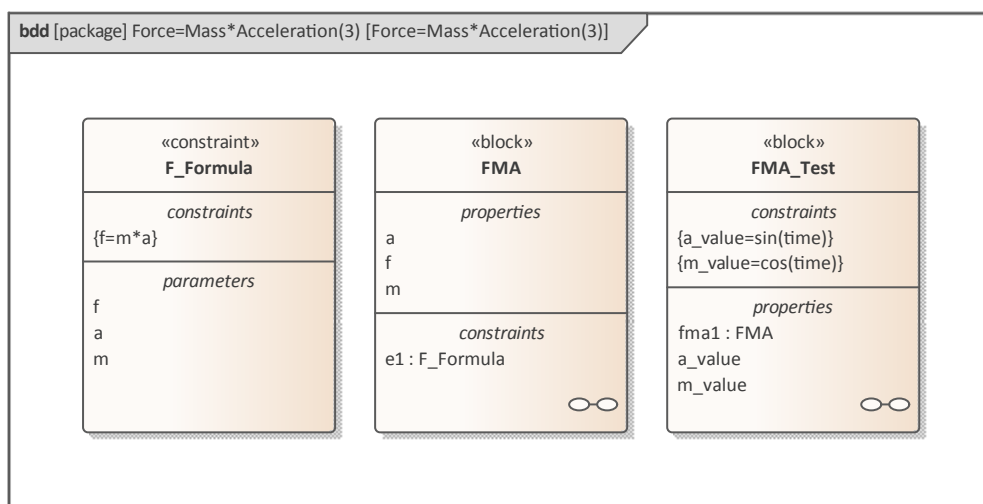 bdd [package] Force=Mass*Acceleration(3) [Force=Mass*Acceleration(3)]
«constraint»
F_Formula
constraints
{f=m*a}
parameters
f
a
m
«block»
FMA
properties
a
f
m
constraints
e1 : F_Formula
«block»
FMA_Test
constraints
{a_value=sin(time)}
{m_value=cos(time)}
properties
fma1 : FMA
a_value
m_value